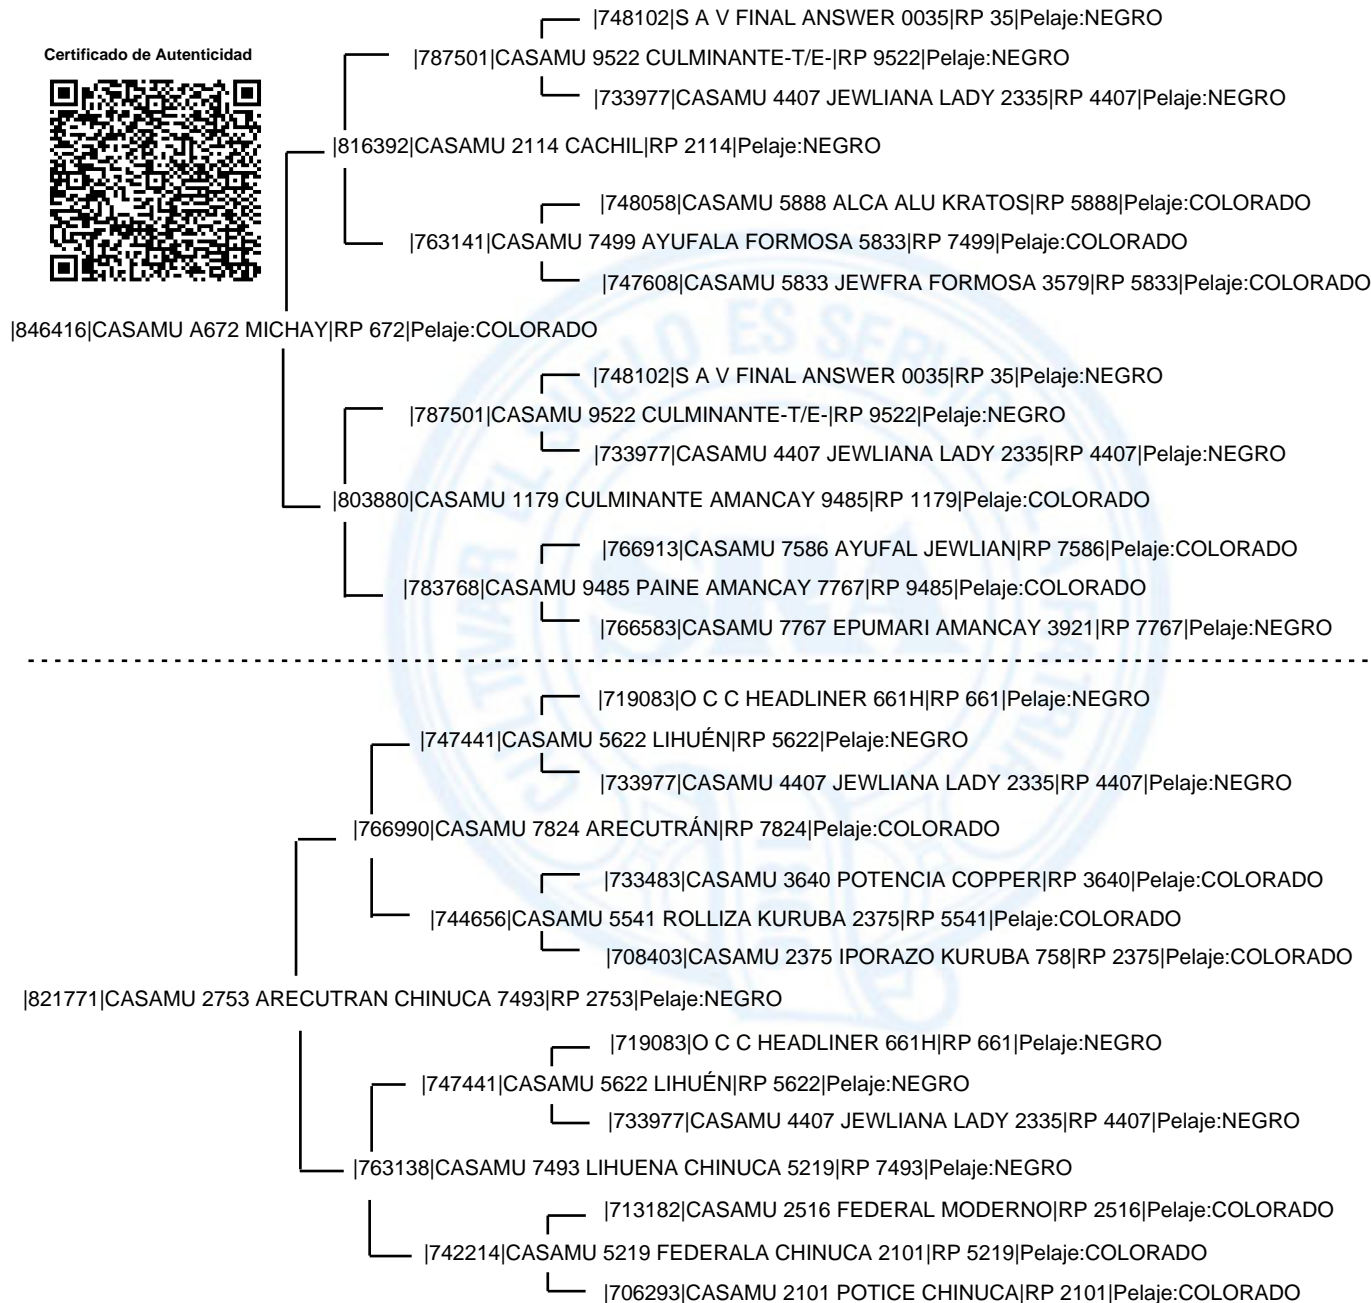 |748102|S A V FINAL ANSWER 0035|RP 35|Pelaje:NEGRO
Certificado de Autenticidad
|787501|CASAMU 9522 CULMINANTE-T/E-|RP 9522|Pelaje:NEGRO
|733977|CASAMU 4407 JEWLIANA LADY 2335|RP 4407|Pelaje:NEGRO
|816392|CASAMU 2114 CACHIL|RP 2114|Pelaje:NEGRO
|748058|CASAMU 5888 ALCA ALU KRATOS|RP 5888|Pelaje:COLORADO
|763141|CASAMU 7499 AYUFALA FORMOSA 5833|RP 7499|Pelaje:COLORADO
|747608|CASAMU 5833 JEWFRA FORMOSA 3579|RP 5833|Pelaje:COLORADO
|846416|CASAMU A672 MICHAY|RP 672|Pelaje:COLORADO
|748102|S A V FINAL ANSWER 0035|RP 35|Pelaje:NEGRO
|787501|CASAMU 9522 CULMINANTE-T/E-|RP 9522|Pelaje:NEGRO
|733977|CASAMU 4407 JEWLIANA LADY 2335|RP 4407|Pelaje:NEGRO
|803880|CASAMU 1179 CULMINANTE AMANCAY 9485|RP 1179|Pelaje:COLORADO
|766913|CASAMU 7586 AYUFAL JEWLIAN|RP 7586|Pelaje:COLORADO
|783768|CASAMU 9485 PAINE AMANCAY 7767|RP 9485|Pelaje:COLORADO
|766583|CASAMU 7767 EPUMARI AMANCAY 3921|RP 7767|Pelaje:NEGRO
CULTIVAR EL SUELO ES SERVIR A LA PATRIA
SRA
1866
|719083|O C C HEADLINER 661H|RP 661|Pelaje:NEGRO
|747441|CASAMU 5622 LIHUÉN|RP 5622|Pelaje:NEGRO
|733977|CASAMU 4407 JEWLIANA LADY 2335|RP 4407|Pelaje:NEGRO
|766990|CASAMU 7824 ARECUTRÁN|RP 7824|Pelaje:COLORADO
|733483|CASAMU 3640 POTENCIA COPPER|RP 3640|Pelaje:COLORADO
|744656|CASAMU 5541 ROLLIZA KURUBA 2375|RP 5541|Pelaje:COLORADO
|708403|CASAMU 2375 IPORAZO KURUBA 758|RP 2375|Pelaje:COLORADO
|821771|CASAMU 2753 ARECUTRAN CHINUCA 7493|RP 2753|Pelaje:NEGRO
|719083|O C C HEADLINER 661H|RP 661|Pelaje:NEGRO
|747441|CASAMU 5622 LIHUÉN|RP 5622|Pelaje:NEGRO
|733977|CASAMU 4407 JEWLIANA LADY 2335|RP 4407|Pelaje:NEGRO
|763138|CASAMU 7493 LIHUENA CHINUCA 5219|RP 7493|Pelaje:NEGRO
|713182|CASAMU 2516 FEDERAL MODERNO|RP 2516|Pelaje:COLORADO
|742214|CASAMU 5219 FEDERALA CHINUCA 2101|RP 5219|Pelaje:COLORADO
|706293|CASAMU 2101 POTICE CHINUCA|RP 2101|Pelaje:COLORADO